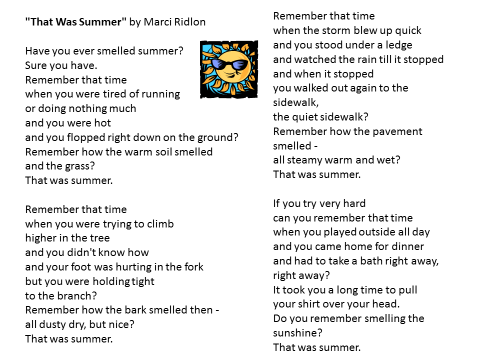 "That Was Summer" by Marci Ridlon
Have you ever smelled summer?
Sure you have.
Remember that time
when you were tired of running
or doing nothing much
and you were hot
and you flopped right down on the ground?
Remember how the warm soil smelled
and the grass?
That was summer.
Remember that time
when you were trying to climb
higher in the tree
and you didn't know how
and your foot was hurting in the fork
but you were holding tight
to the branch?
Remember how the bark smelled then -
all dusty dry, but nice?
That was summer.
Remember that time
when the storm blew up quick
and you stood under a ledge
and watched the rain till it stopped
and when it stopped
you walked out again to the
sidewalk,
the quiet sidewalk?
Remember how the pavement
smelled -
all steamy warm and wet?
That was summer.
If you try very hard
can you remember that time
when you played outside all day
and you came home for dinner
and had to take a bath right away,
right away?
It took you a long time to pull
your shirt over your head.
Do you remember smelling the
sunshine?
That was summer.